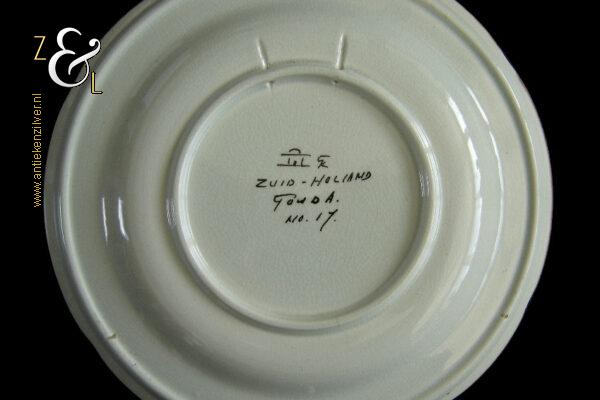 Z & L
www.antiekenzilver.nl
ZUID-HOLLAND
GOUDA.
NO. 17.